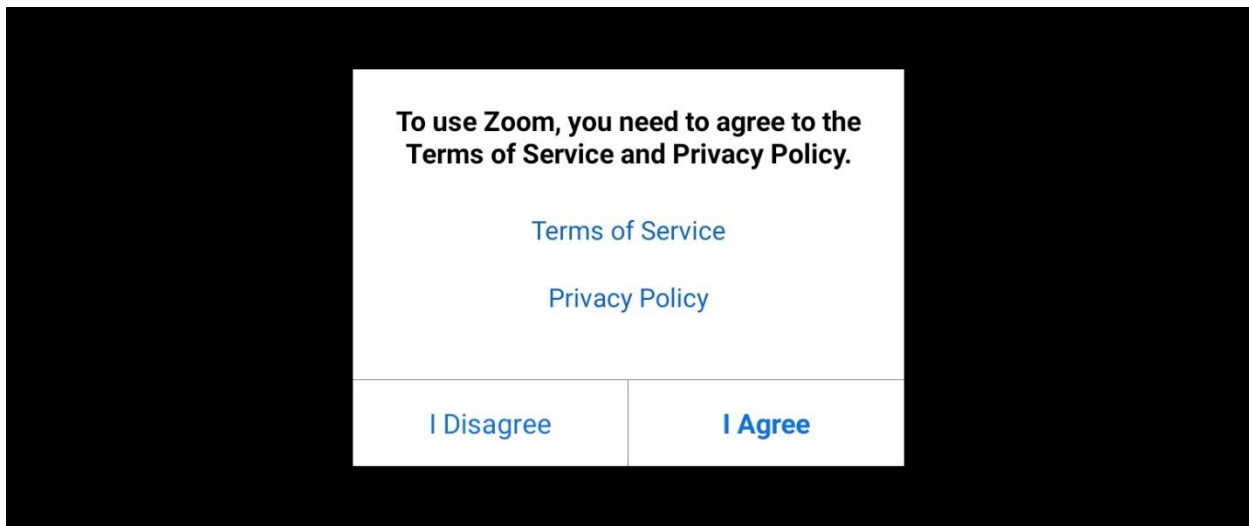 To use Zoom, you need to agree to the
Terms of Service and Privacy Policy.
Terms of Service
Privacy Policy
I Disagree
I Agree